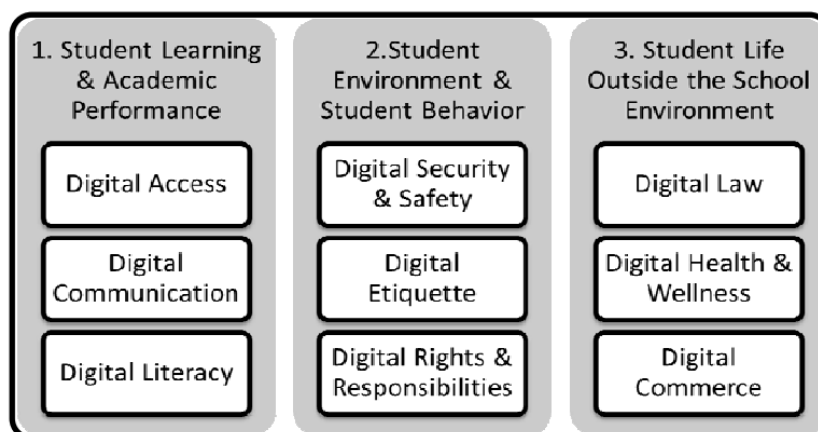 1. Student Learning
& Academic
Performance
Digital Access
Digital
Communication
Digital Literacy
2.Student
Environment &
Student Behavior
Digital Security
& Safety
Digital
Etiquette
Digital Rights &
Responsibilities
3. Student Life
Outside the School
Environment
Digital Law
Digital Health &
Wellness
Digital
Commerce